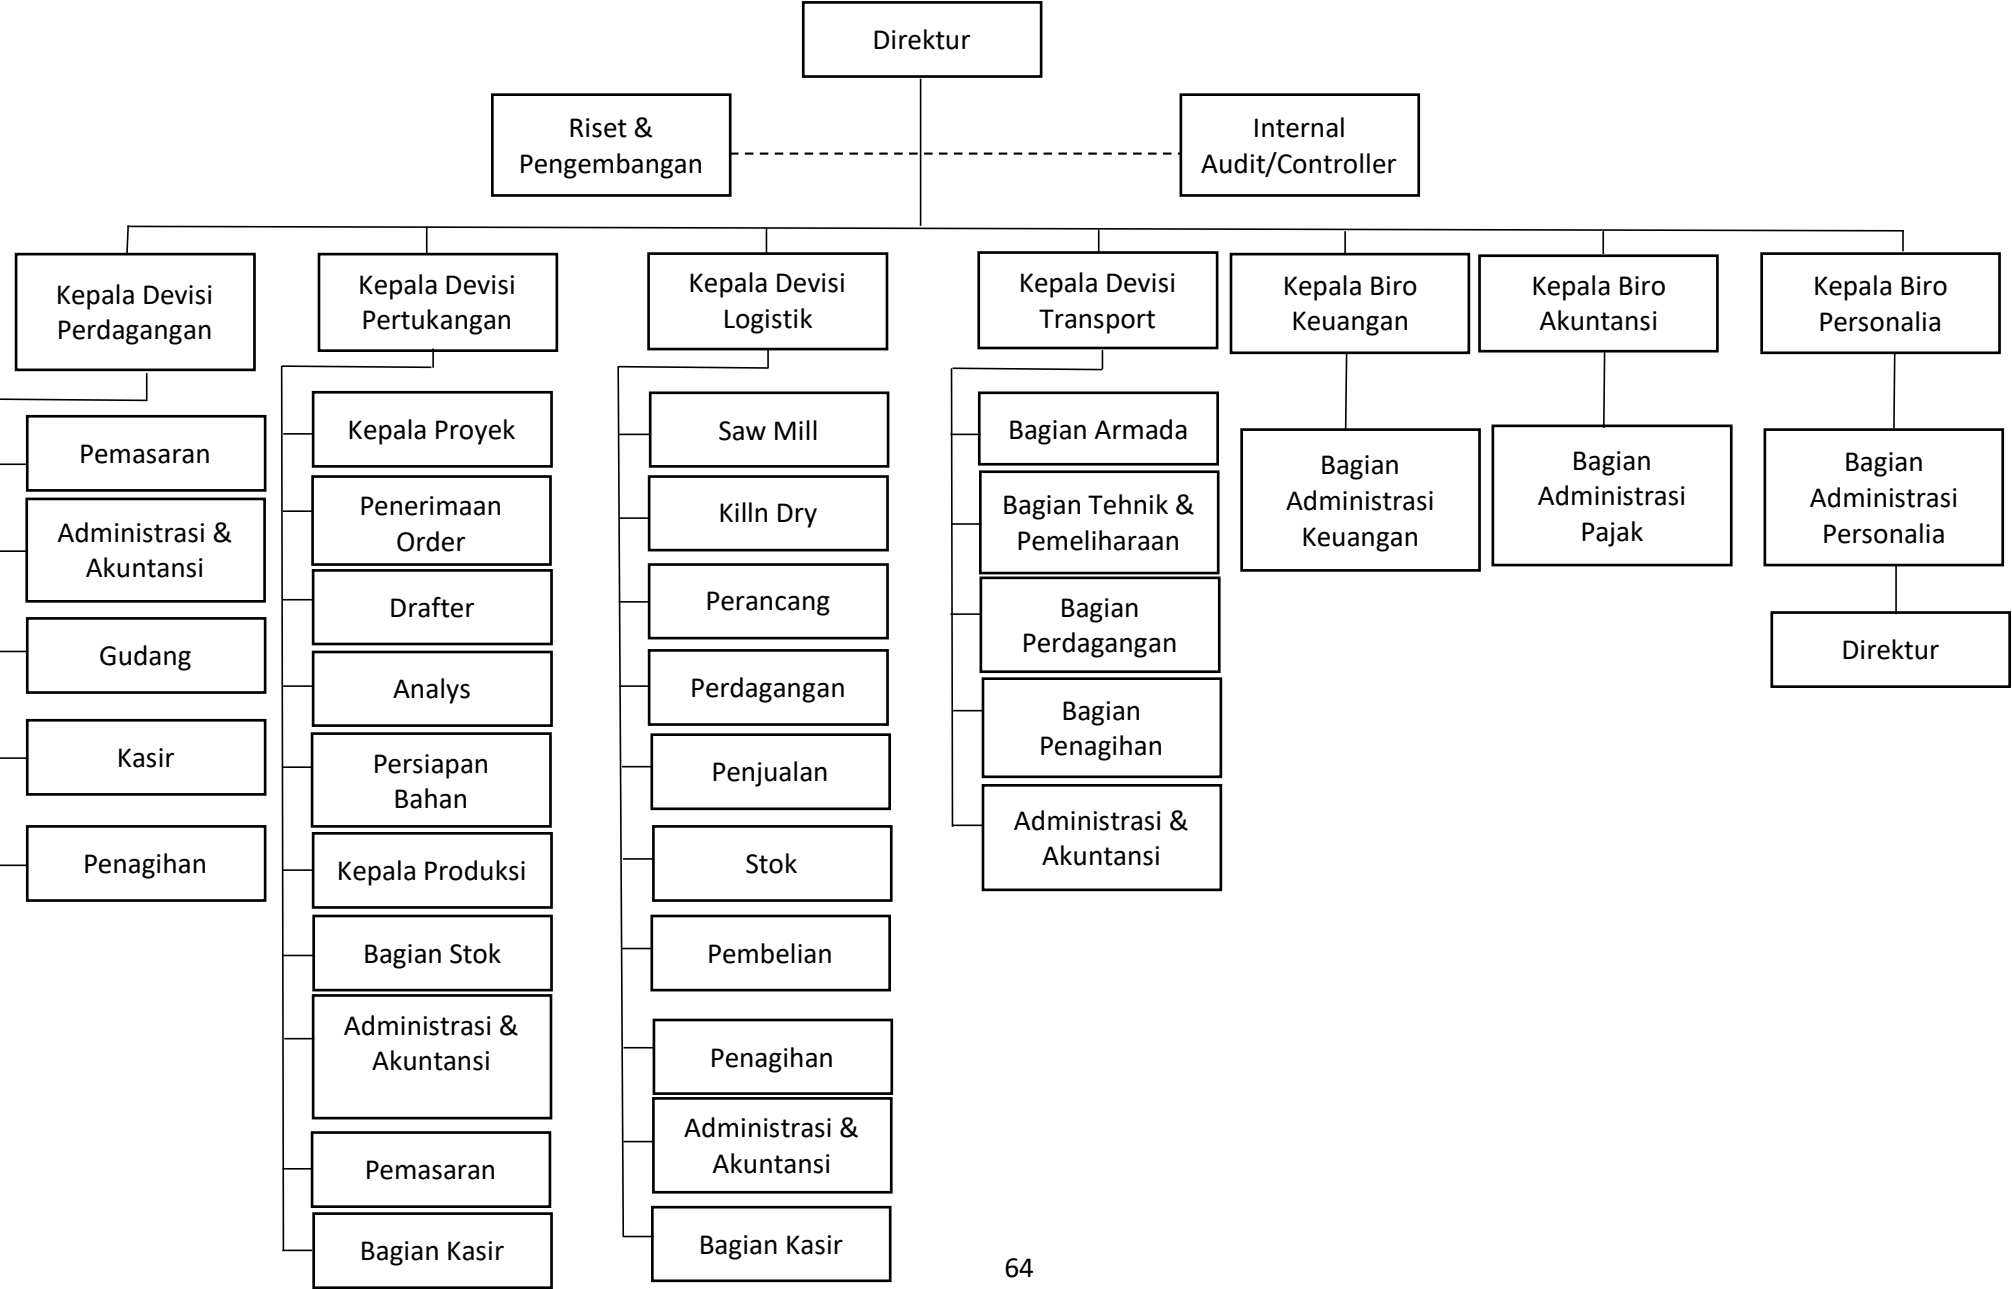 Direktur
Riset &
Pengembangan
Internal
Audit/Controller
Kepala Devisi
Perdagangan
Kepala Devisi
Pertukangan
Kepala Devisi
Logistik
Kepala Devisi
Transport
Kepala Biro
Keuangan
Kepala Biro
Akuntansi
Kepala Biro
Personalia
Pemasaran
Administrasi &
Akuntansi
Gudang
Kasir
Penagihan
Kepala Proyek
Penerimaan
Order
Drafter
Analys
Persiapan
Bahan
Kepala Produksi
Bagian Stok
Administrasi &
Akuntansi
Pemasaran
Bagian Kasir
Saw Mill
Killn Dry
Perancang
Perdagangan
Penjualan
Stok
Pembelian
Penagihan
Administrasi &
Akuntansi
Bagian Kasir
Bagian Armada
Bagian Tehnik &
Pemeliharaan
Bagian
Perdagangan
Bagian
Penagihan
Administrasi &
Akuntansi
Bagian
Administrasi
Keuangan
Bagian
Administrasi
Pajak
Bagian
Administrasi
Personalia
Direktur
64